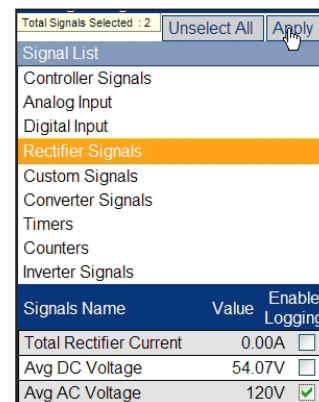 Total Signals Selected : 2 Unselect All Apply
Signal List
Controller Signals
Analog Input
Digital Input
Rectifier Signals
Custom Signals
Converter Signals
Timers
Counters
Inverter Signals
Signals Name Value Enable Logging
Total Rectifier Current 0.00A
Avg DC Voltage 54.07V
Avg AC Voltage 120V